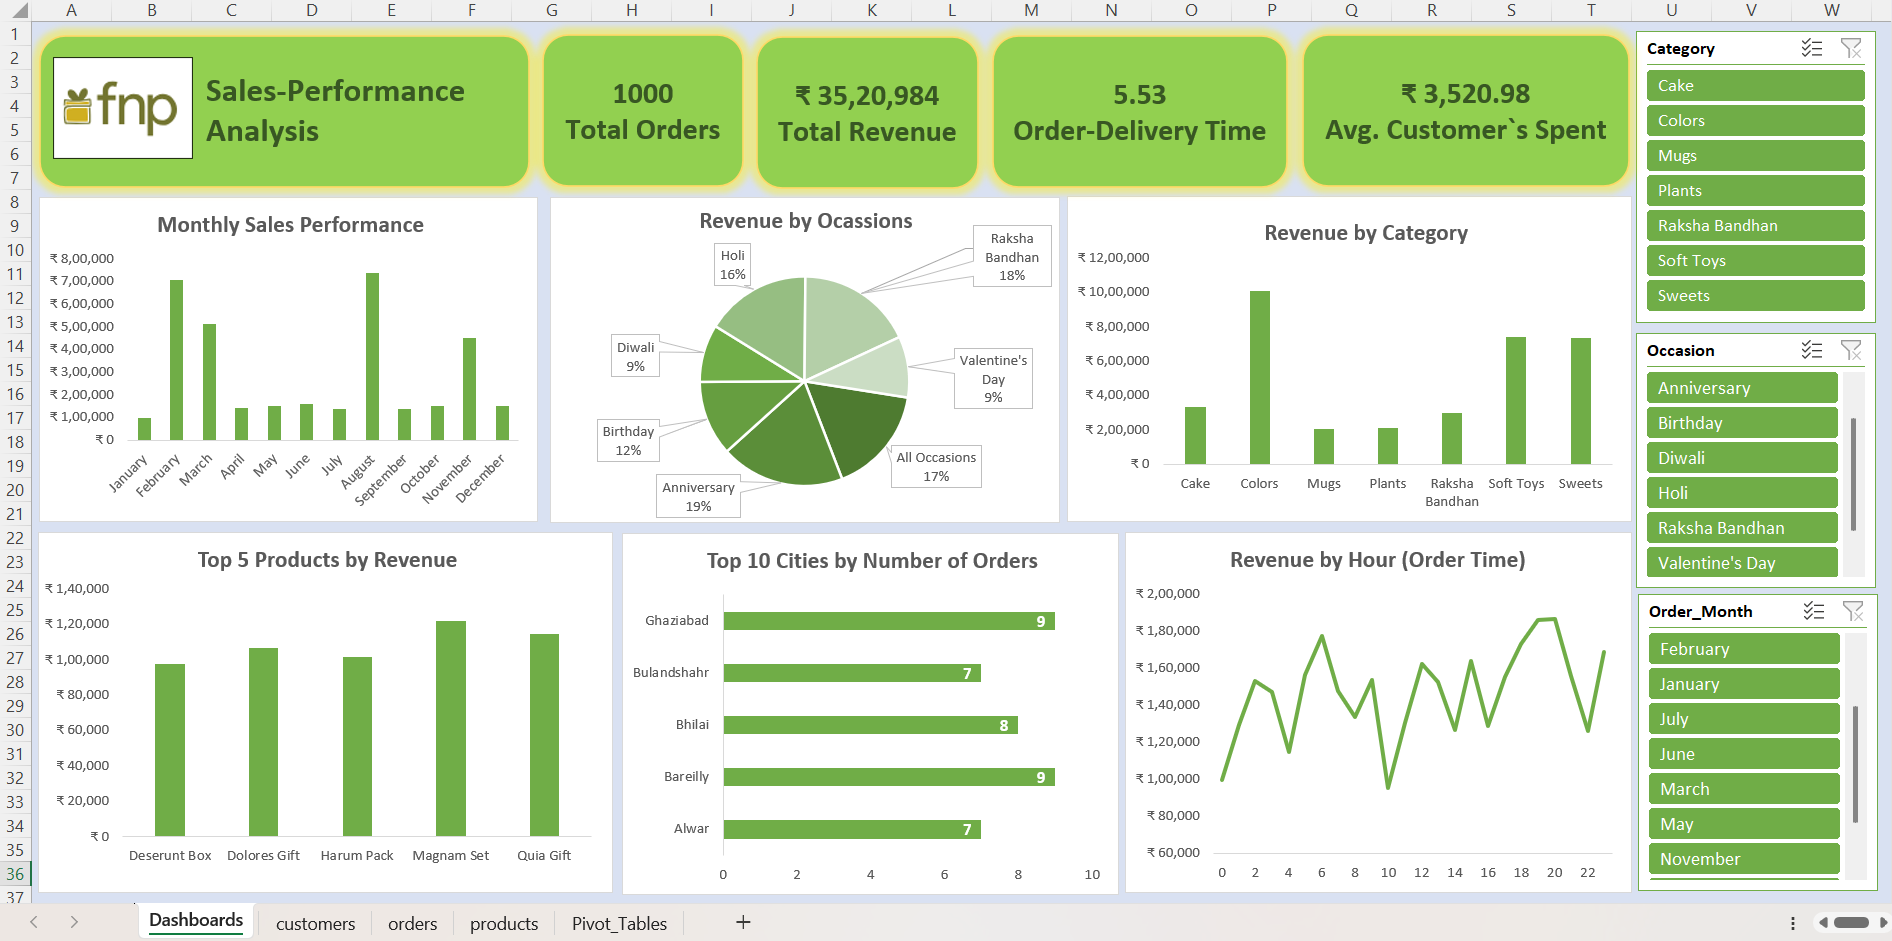 A B C D E F G H I J K L M N O P Q R S T U V W
1
2
3
4
5
6
7
8
9
10
11
12
13
14
15
16
17
18
19
20
21
22
23
24
25
26
27
28
29
30
31
32
33
34
35
36
37
fnp
Sales-Performance
Analysis
1000
Total Orders
₹ 35,20,984
Total Revenue
5.53
Order-Delivery Time
₹ 3,520.98
Avg. Customer`s Spent
Monthly Sales Performance
₹ 8,00,000
₹ 7,00,000
₹ 6,00,000
₹ 5,00,000
₹ 4,00,000
₹ 3,00,000
₹ 2,00,000
₹ 1,00,000
₹ 0
January
February
March
April
May
June
July
August
September
October
November
December
Revenue by Ocassions
Raksha
Bandhan
18%
Valentine's
Day
9%
All Occasions
17%
Anniversary
19%
Birthday
12%
Diwali
9%
Holi
16%
Revenue by Category
₹ 12,00,000
₹ 10,00,000
₹ 8,00,000
₹ 6,00,000
₹ 4,00,000
₹ 2,00,000
₹ 0
Cake
Colors
Mugs
Plants
Raksha
Bandhan
Soft Toys
Sweets
Top 5 Products by Revenue
₹ 1,40,000
₹ 1,20,000
₹ 1,00,000
₹ 80,000
₹ 60,000
₹ 40,000
₹ 20,000
₹ 0
Deserunt Box
Dolores Gift
Harum Pack
Magnam Set
Quia Gift
Top 10 Cities by Number of Orders
Ghaziabad 9
Bulandshahr 7
Bhilai 8
Bareilly 9
Alwar 7
0 2 4 6 8 10
Revenue by Hour (Order Time)
₹ 2,00,000
₹ 1,80,000
₹ 1,60,000
₹ 1,40,000
₹ 1,20,000
₹ 1,00,000
₹ 80,000
₹ 60,000
0 2 4 6 8 10 12 14 16 18 20 22
Category
Cake
Colors
Mugs
Plants
Raksha Bandhan
Soft Toys
Sweets
Occasion
Anniversary
Birthday
Diwali
Holi
Raksha Bandhan
Valentine's Day
Order_Month
February
January
July
June
March
May
November
Dashboards customers orders products Pivot_Tables